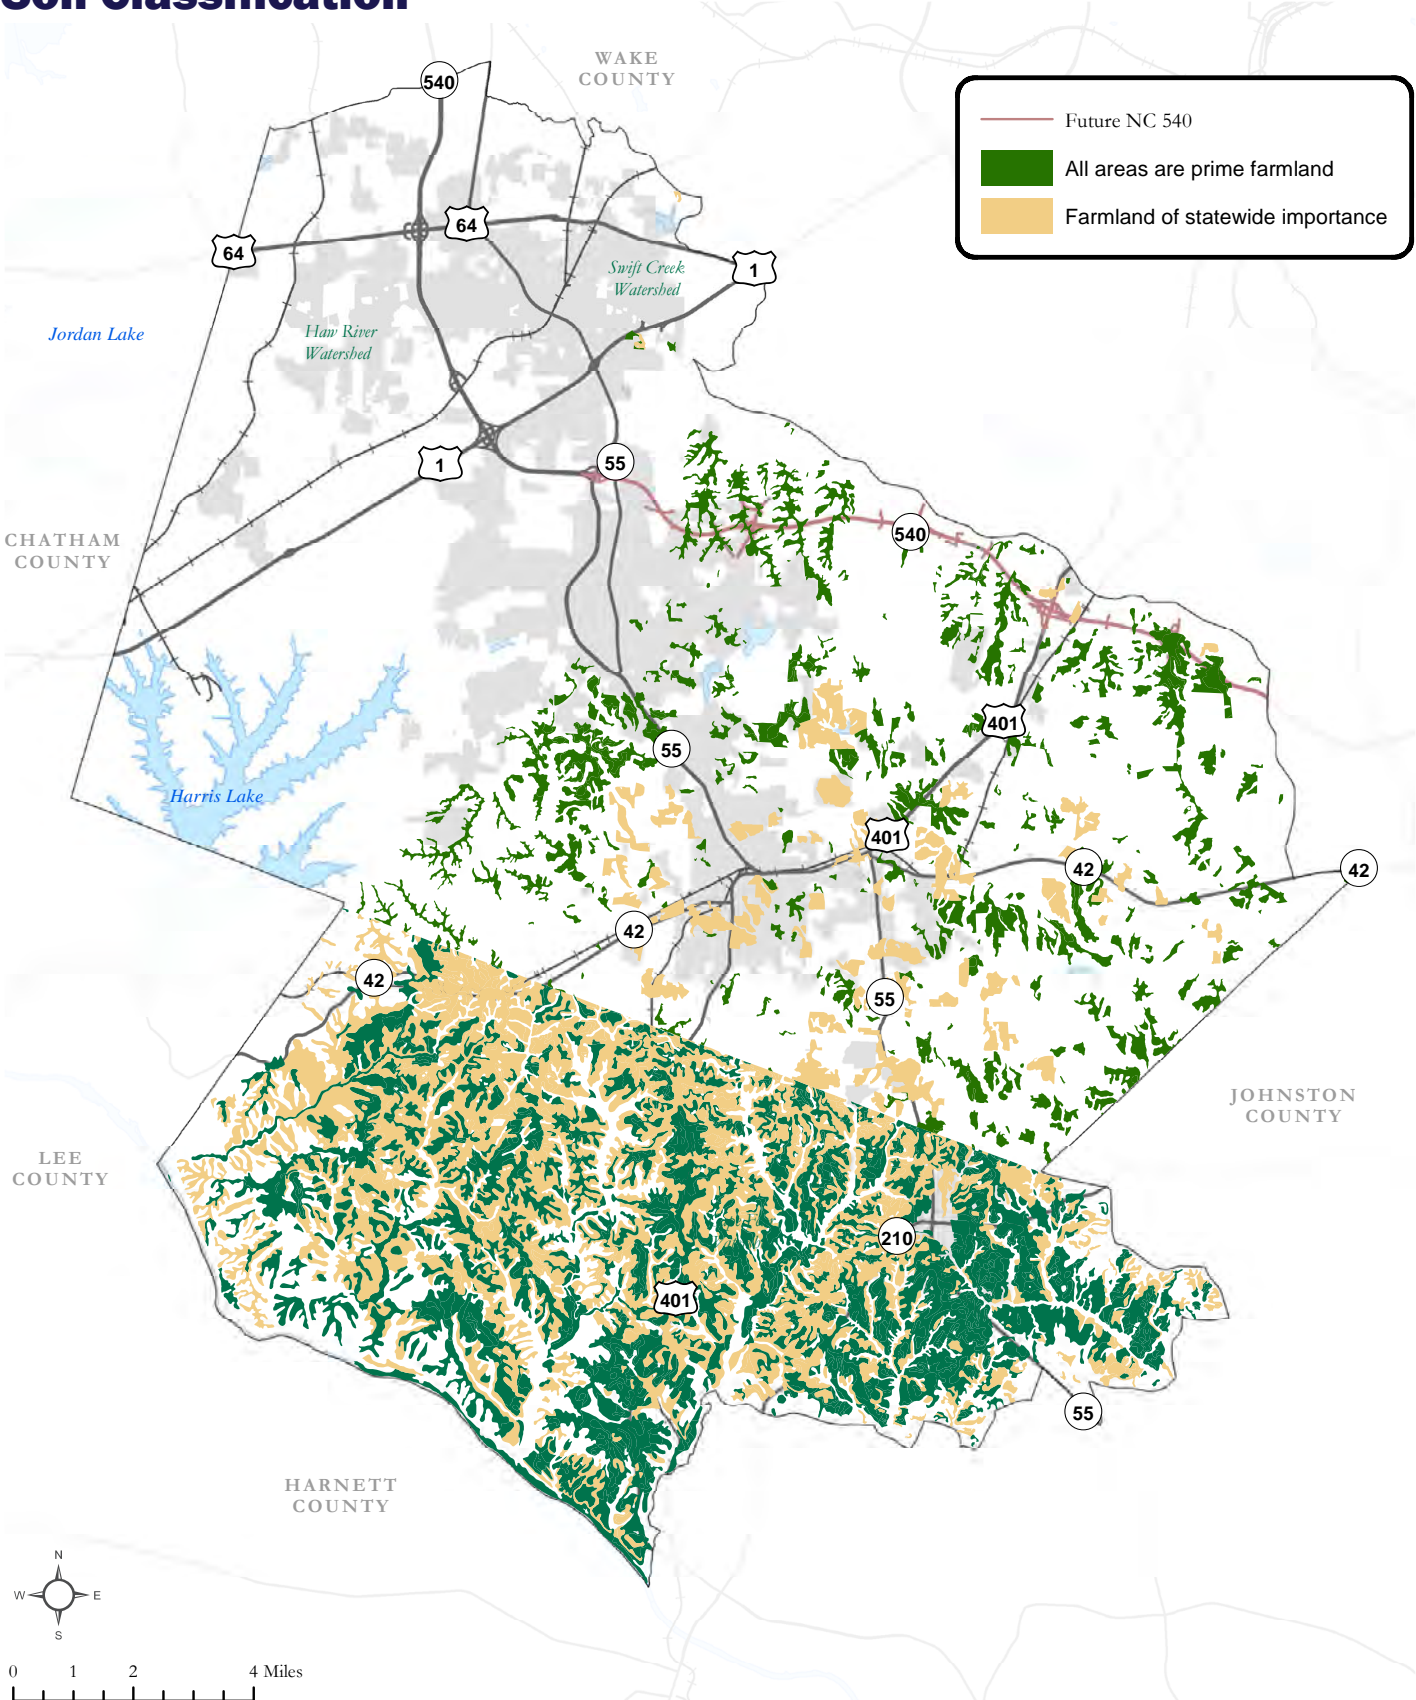 Soil Classification
WAKE
COUNTY
540
Future NC 540
All areas are prime farmland
Farmland of statewide importance
64
64
1
Swift Creek
Watershed
Jordan Lake
Haw River
Watershed
1
55
540
CHATHAM
COUNTY
401
55
Harris Lake
401
42
42
42
42
55
JOHNSTON
COUNTY
LEE
COUNTY
210
401
55
HARNETT
COUNTY
N
W
E
S
0 1 2 4 Miles